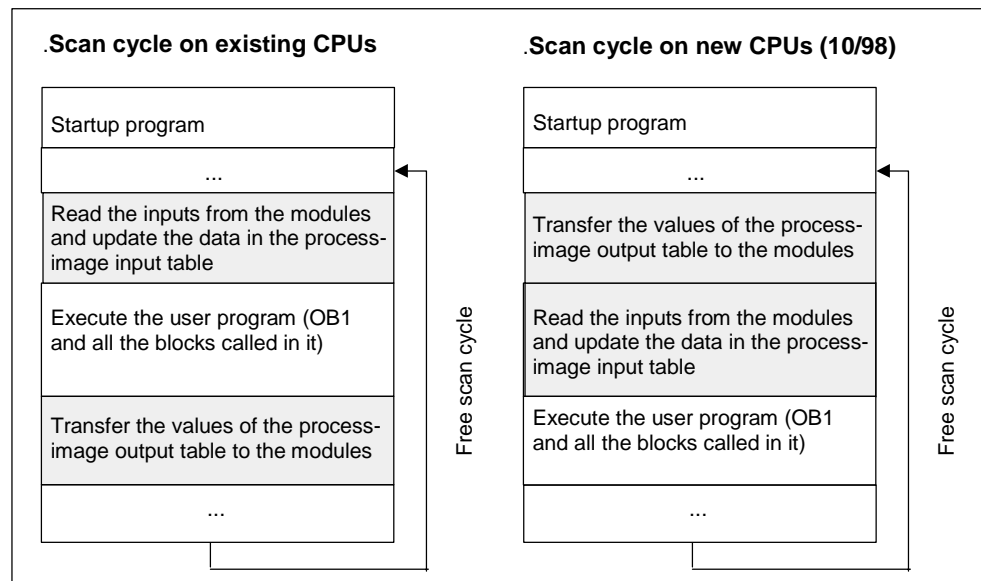 .Scan cycle on existing CPUs
Startup program
...
Read the inputs from the modules
and update the data in the process-
image input table
Execute the user program (OB1
and all the blocks called in it)
Transfer the values of the process-
image output table to the modules
...
Free scan cycle
.Scan cycle on new CPUs (10/98)
Startup program
...
Transfer the values of the process-
image output table to the modules
Read the inputs from the modules
and update the data in the process-
image input table
Execute the user program (OB1
and all the blocks called in it)
...
Free scan cycle